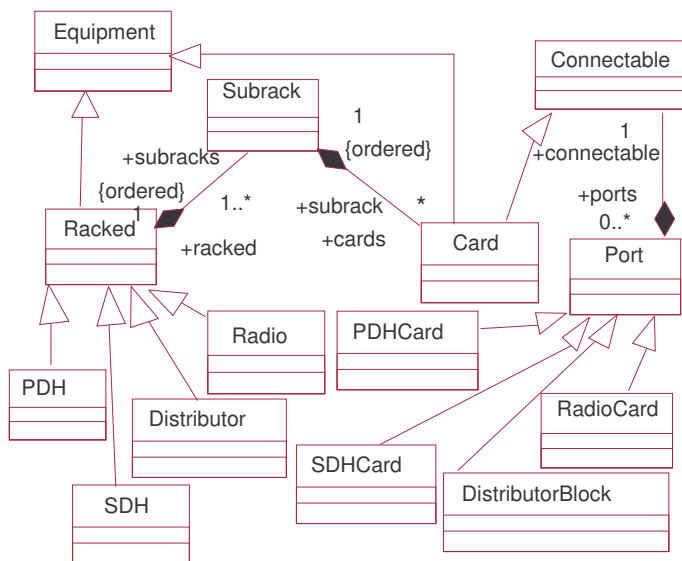 Equipment
Connectable
Subrack
1
{ordered}
1
+connectable
+subracks
{ordered}
1
1..*
+racked
+subrack
+cards
*
+ports
0..*
Racked
Card
Port
Radio
PDHCard
PDH
Distributor
RadioCard
SDHCard
DistributorBlock
SDH